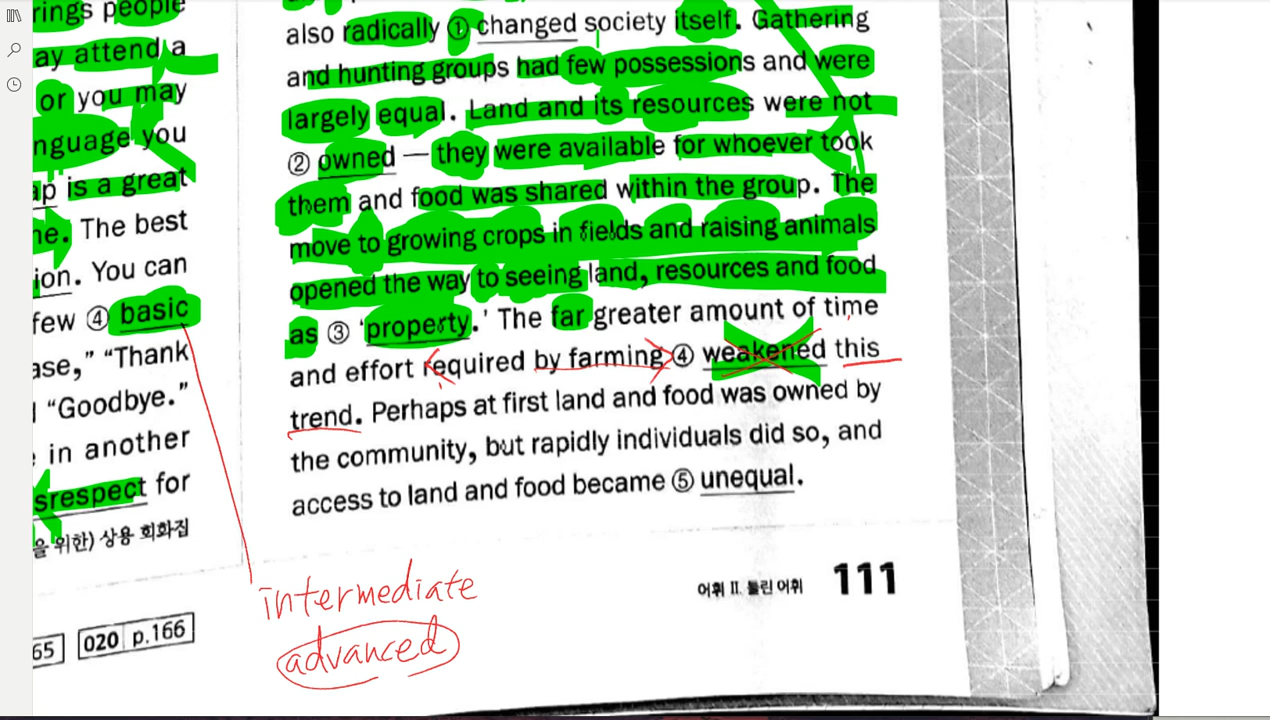 rings people
ay attend a
or you may
nguage you
ap is a great
ne. The best
ion. You can
few ④ basic
ase," "Thank
"Goodbye."
in another
srespect for
위한) 상용 회화집
65 020 p.166
also radically ① changed society itself. Gathering
and hunting groups had few possessions and were
largely equal. Land and its resources were not
② owned — they were available for whoever took
them and food was shared within the group. The
move to growing crops in fields and raising animals
opened the way to seeing land, resources and food
as ③ 'property.' The far greater amount of time
and effort required by farming ④ weakened this
trend. Perhaps at first land and food was owned by
the community, but rapidly individuals did so, and
access to land and food became ⑤ unequal.
intermediate
advanced
어휘 II. 틀린 어휘 111